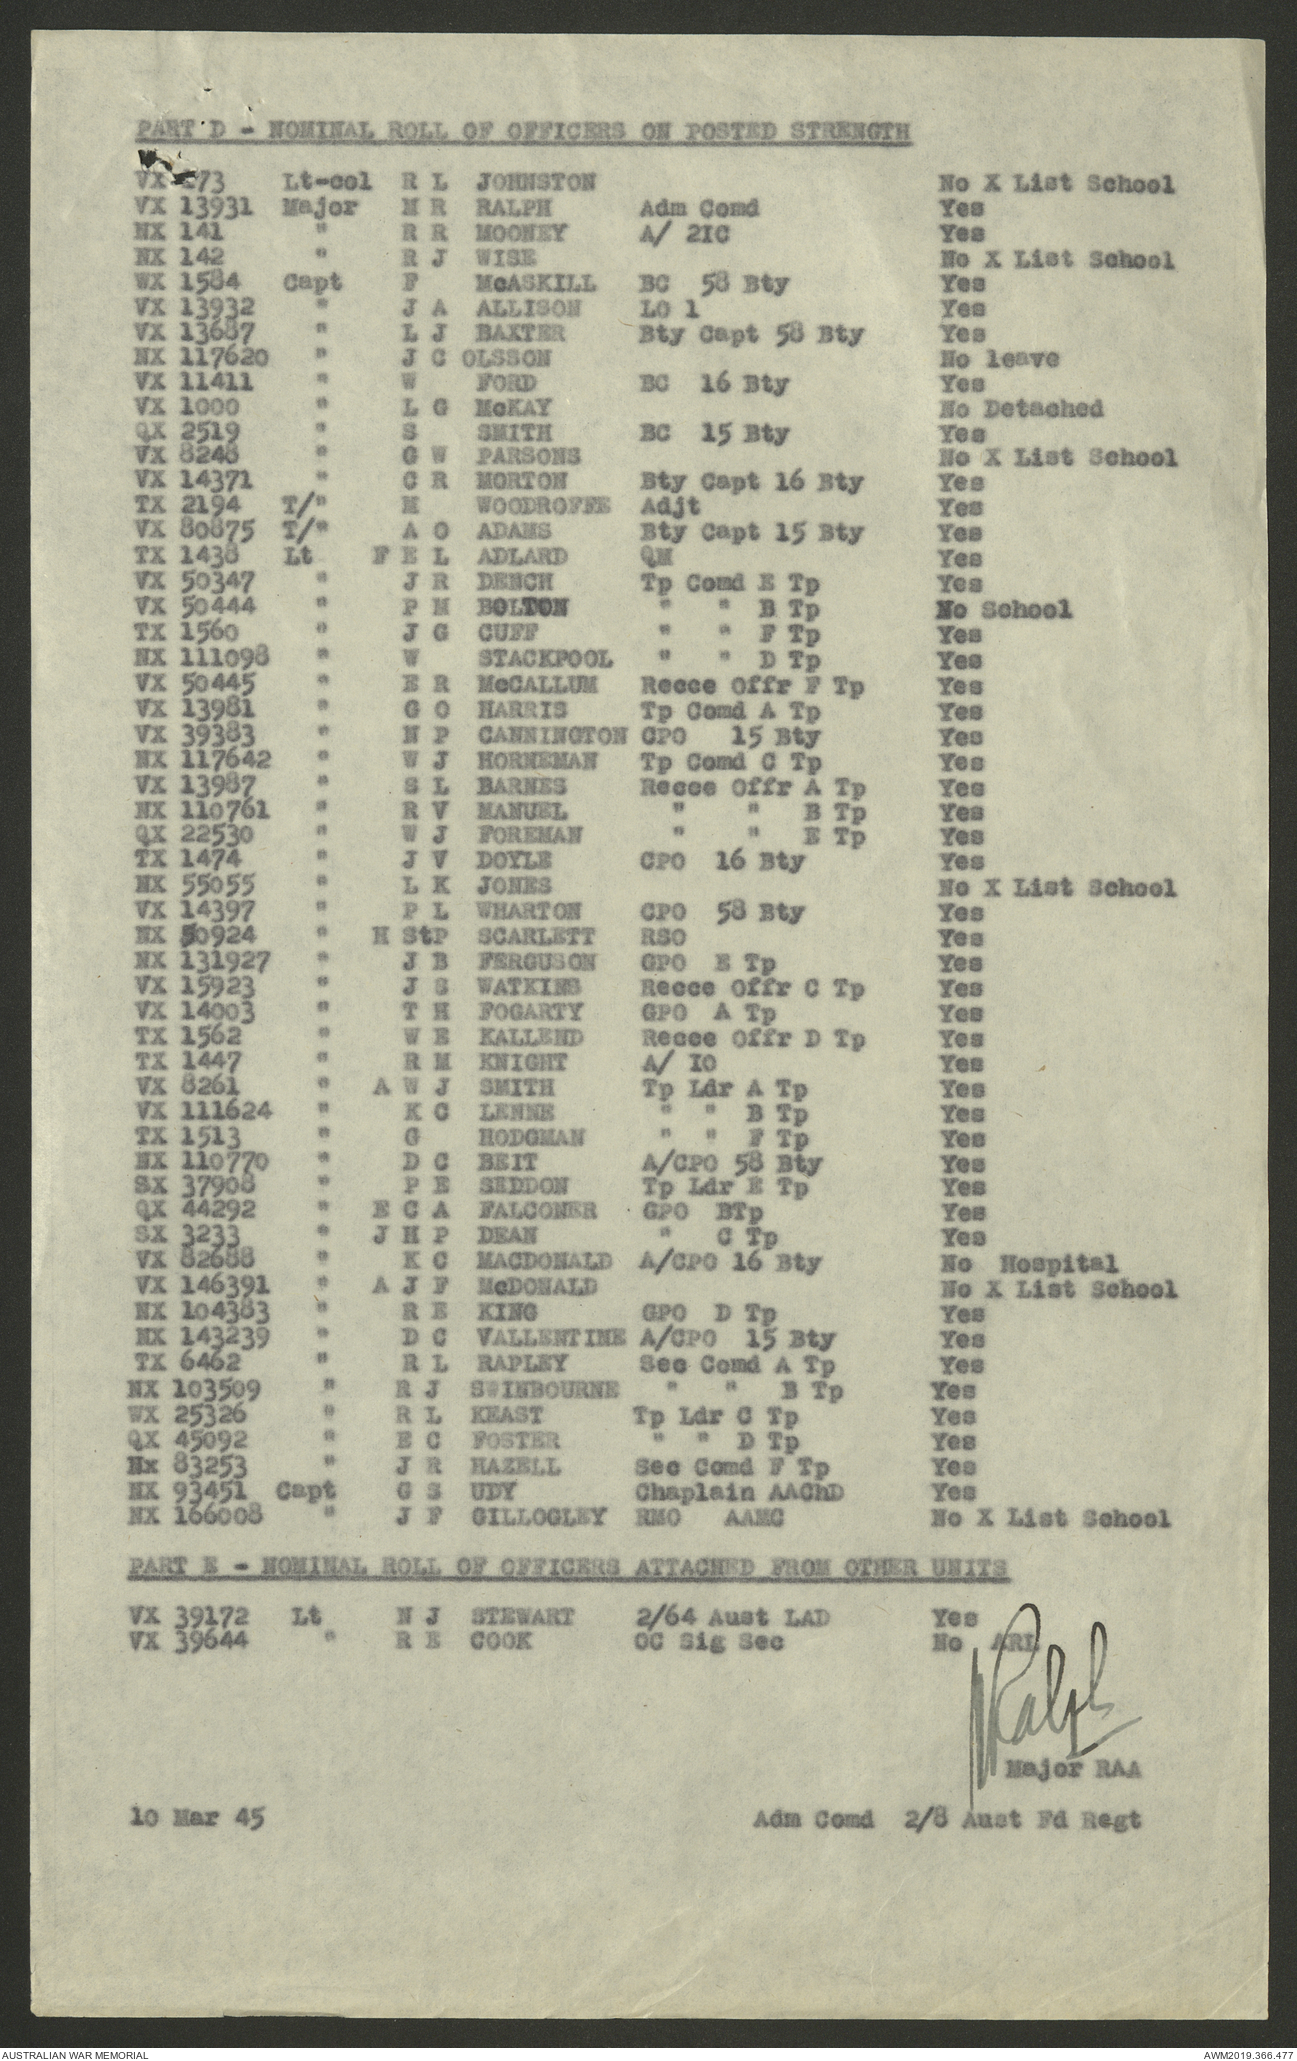 PART D - NOMINAL ROLL OF OFFICERS ON POSTED STRENGTH
VX 273 Lt-col R L JOHNSTON No X List School
VX 13931 Major M R RALPH Adm Comd Yes
NX 141 " R R MOONEY A/ 2IC Yes
NX 142 " R J WISE No X List School
WX 1584 Capt F McASKILL BC 58 Bty Yes
VX 13932 " J A ALLISON LO 1 Yes
VX 13687 " L J BAXTER Bty Capt 58 Bty Yes
NX 117620 " J C OLSSON No leave
VX 11411 " W FORD BC 16 Bty Yes
VX 1000 " L G McKAY No Detached
QX 2519 " S SMITH BC 15 Bty Yes
VX 8248 " G W PARSONS No X List School
VX 14371 " C R MORTON Bty Capt 16 Bty Yes
TX 2194 T/" M WOODROFFE Adjt Yes
VX 80875 T/" A O ADAMS Bty Capt 15 Bty Yes
TX 1438 Lt F E L ADLARD QM Yes
VX 50347 " J R DENCH Tp Comd E Tp Yes
VX 50444 " P M BOLTON " " B Tp No School
TX 1560 " J G CUFF " " F Tp Yes
NX 111098 " W STACKPOOL " " D Tp Yes
VX 50445 " E R McCALLUM Recce Offr F Tp Yes
VX 13981 " G O HARRIS Tp Comd A Tp Yes
VX 39383 " N P CANNINGTON CPO 15 Bty Yes
NX 117642 " W J HORNEMAN Tp Comd C Tp Yes
VX 13987 " S L BARNES Recce Offr A Tp Yes
NX 110761 " R V MANUEL " " B Tp Yes
QX 22530 " W J FOREMAN " " E Tp Yes
TX 1474 " J V DOYLE CPO 16 Bty Yes
NX 55055 " L K JONES No X List School
VX 14397 " P L WHARTON CPO 58 Bty Yes
NX 50924 " H StP SCARLETT RSO Yes
NX 131927 " J B FERGUSON GPO E Tp Yes
VX 15923 " J S WATKINS Recce Offr C Tp Yes
VX 14003 " T H FOGARTY GPO A Tp Yes
TX 1562 " W E KALLEND Recce Offr D Tp Yes
TX 1447 " R M KNIGHT A/ IO Yes
VX 8261 " A W J SMITH Tp Ldr A Tp Yes
VX 111624 " K C LENNE " " B Tp Yes
TX 1513 " G HODGMAN " " F Tp Yes
NX 110770 " D C BEIT A/CPO 58 Bty Yes
SX 37908 " P E SEDDON Tp Ldr E Tp Yes
QX 44292 " E C A FALCONER GPO BTp Yes
SX 3233 " J H P DEAN " C Tp Yes
VX 82688 " K C MACDONALD A/CPO 16 Bty No Hospital
VX 146391 " A J F McDONALD No X List School
NX 104383 " R E KING GPO D Tp Yes
NX 143239 " D C VALLENTINE A/CPO 15 Bty Yes
TX 6462 " R L RAPLEY Sec Comd A Tp Yes
NX 103509 " R J SWINBOURNE " " B Tp Yes
WX 25326 " R L KEAST Tp Ldr C Tp Yes
QX 45092 " E C FOSTER " " D Tp Yes
Nx 83253 " J R HAZELL Sec Comd F Tp Yes
NX 93451 Capt G S UDY Chaplain AAChD Yes
NX 166008 " J F GILLOGLEY RMO AAMC No X List School
PART E - NOMINAL ROLL OF OFFICERS ATTACHED FROM OTHER UNITS
VX 39172 Lt N J STEWART 2/64 Aust LAD Yes
VX 39644 " R E COOK OC Sig Sec No ARL
MRalph
Major RAA
10 Mar 45 Adm Comd 2/8 Aust Fd Regt
AUSTRALIAN WAR MEMORIAL AWM2019.366.477